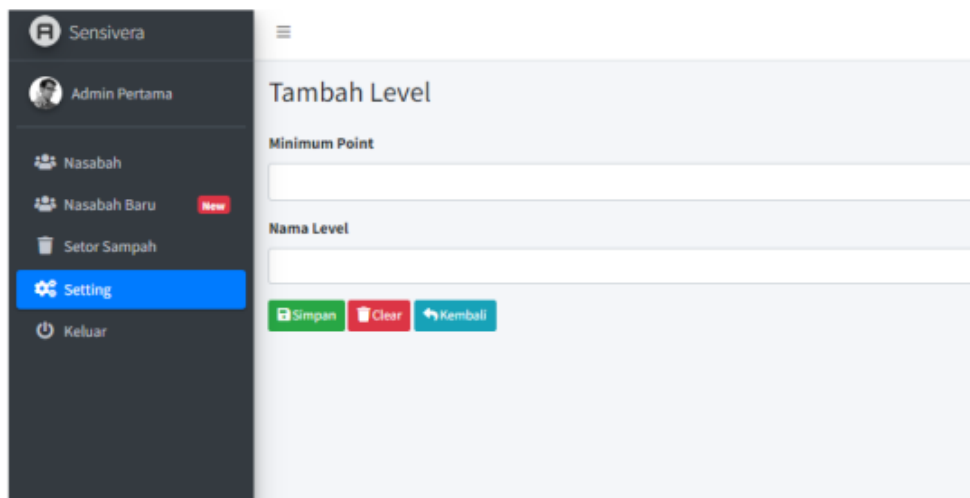 Sensivera
Admin Pertama
Nasabah
Nasabah Baru New
Setor Sampah
Setting
Keluar
Tambah Level
Minimum Point
Nama Level
Simpan Clear Kembali